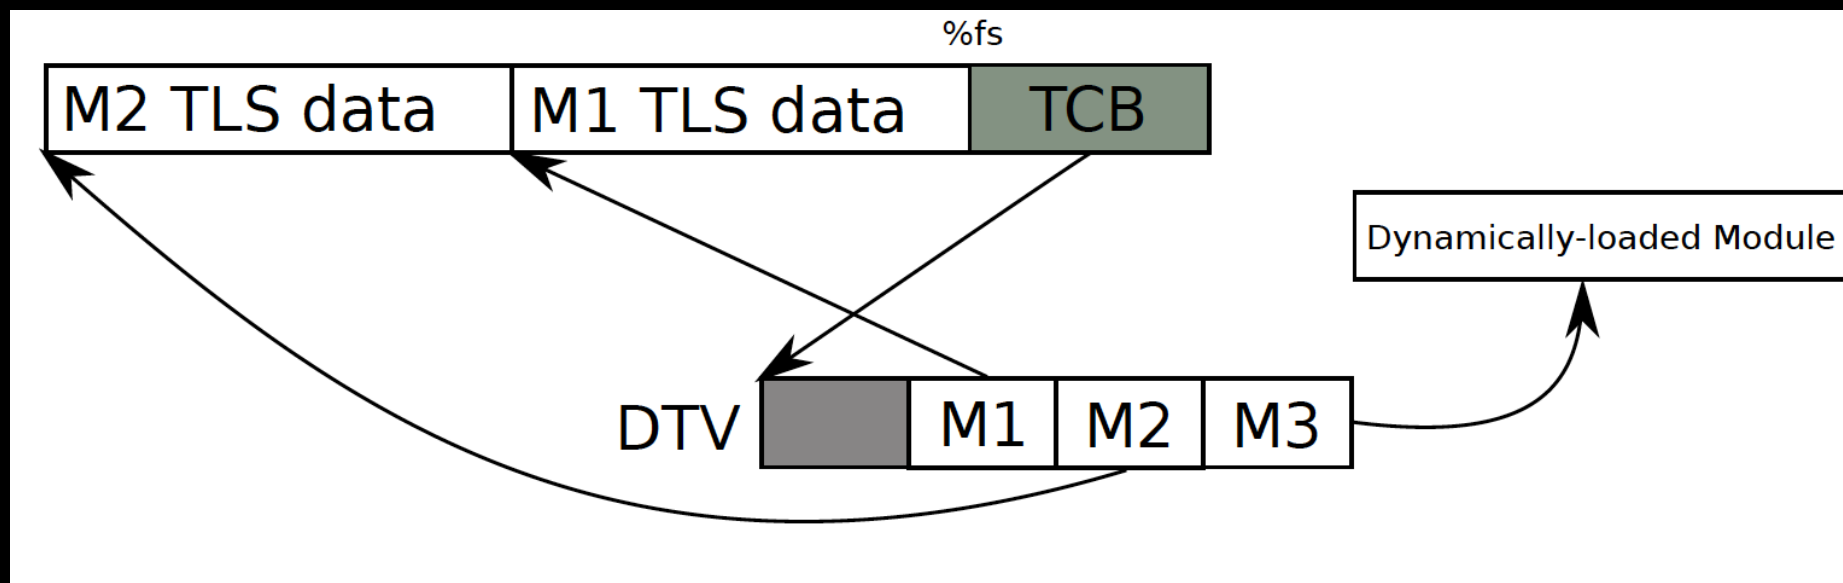 %fs
M2 TLS data
M1 TLS data
TCB
Dynamically-loaded Module
DTV
M1
M2
M3